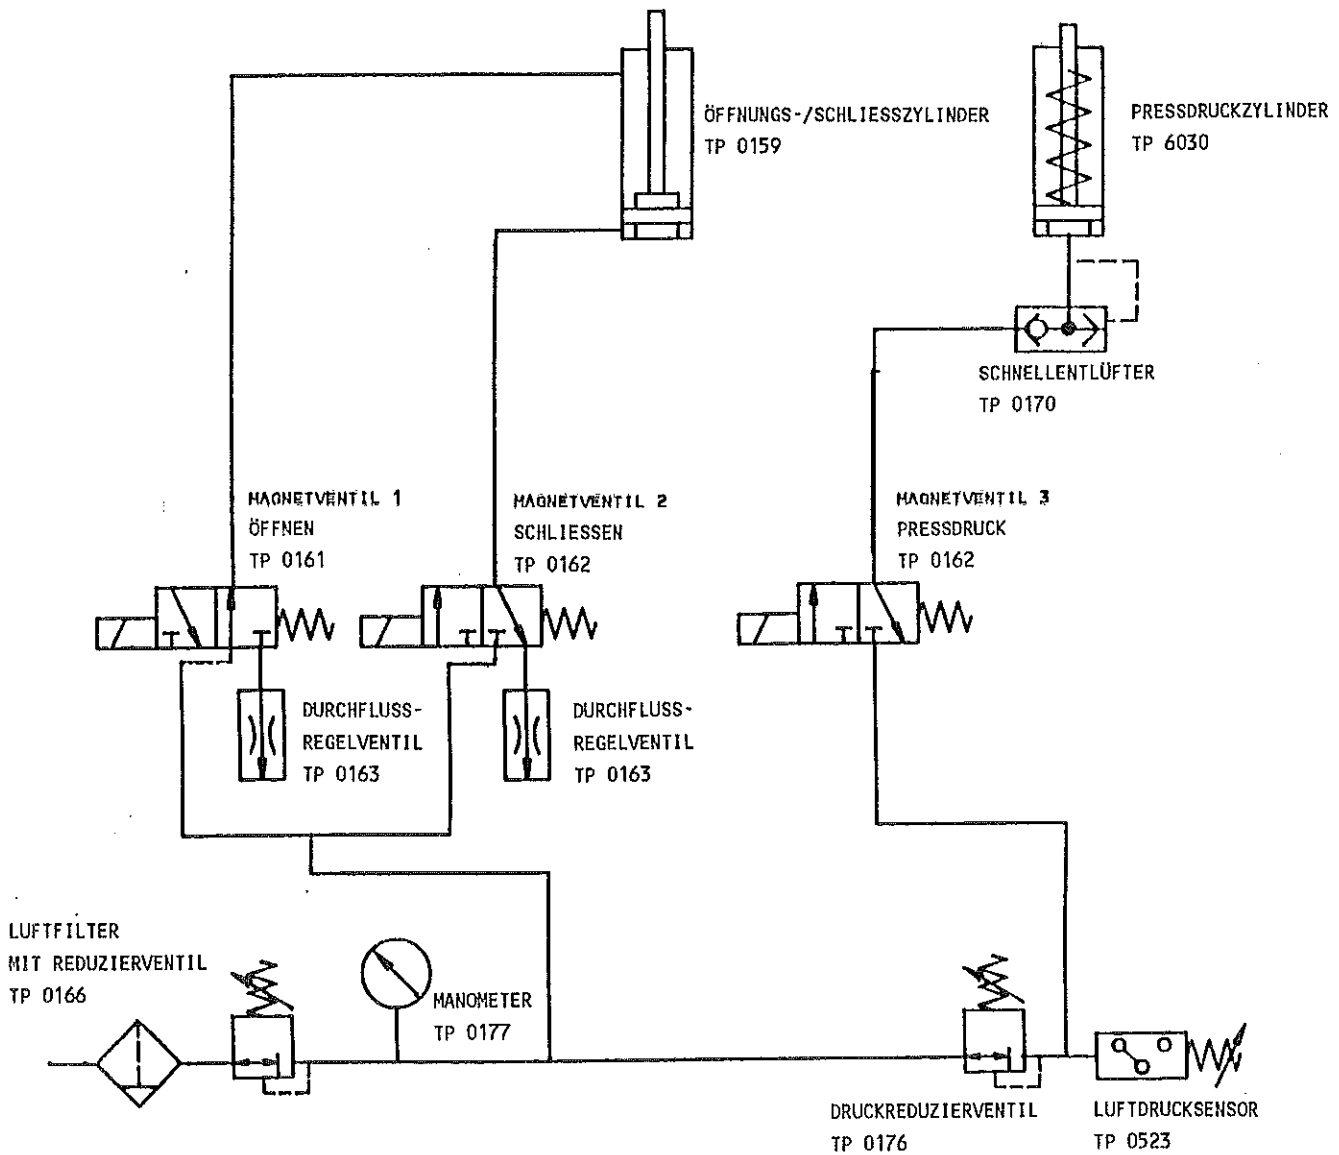 ÖFFNUNGS-/SCHLIESSZYLINDER
TP 0159
PRESSDRUCKZYLINDER
TP 6030
SCHNELLENTLÜFTER
TP 0170
MAGNETVENTIL 1
ÖFFNEN
TP 0161
MAGNETVENTIL 2
SCHLIESSEN
TP 0162
MAGNETVENTIL 3
PRESSDRUCK
TP 0162
DURCHFLUSS-
REGELVENTIL
TP 0163
DURCHFLUSS-
REGELVENTIL
TP 0163
LUFTFILTER
MIT REDUZIERVENTIL
TP 0166
MANOMETER
TP 0177
DRUCKREDUZIERVENTIL
TP 0176
LUFTDRUCKSENSOR
TP 0523